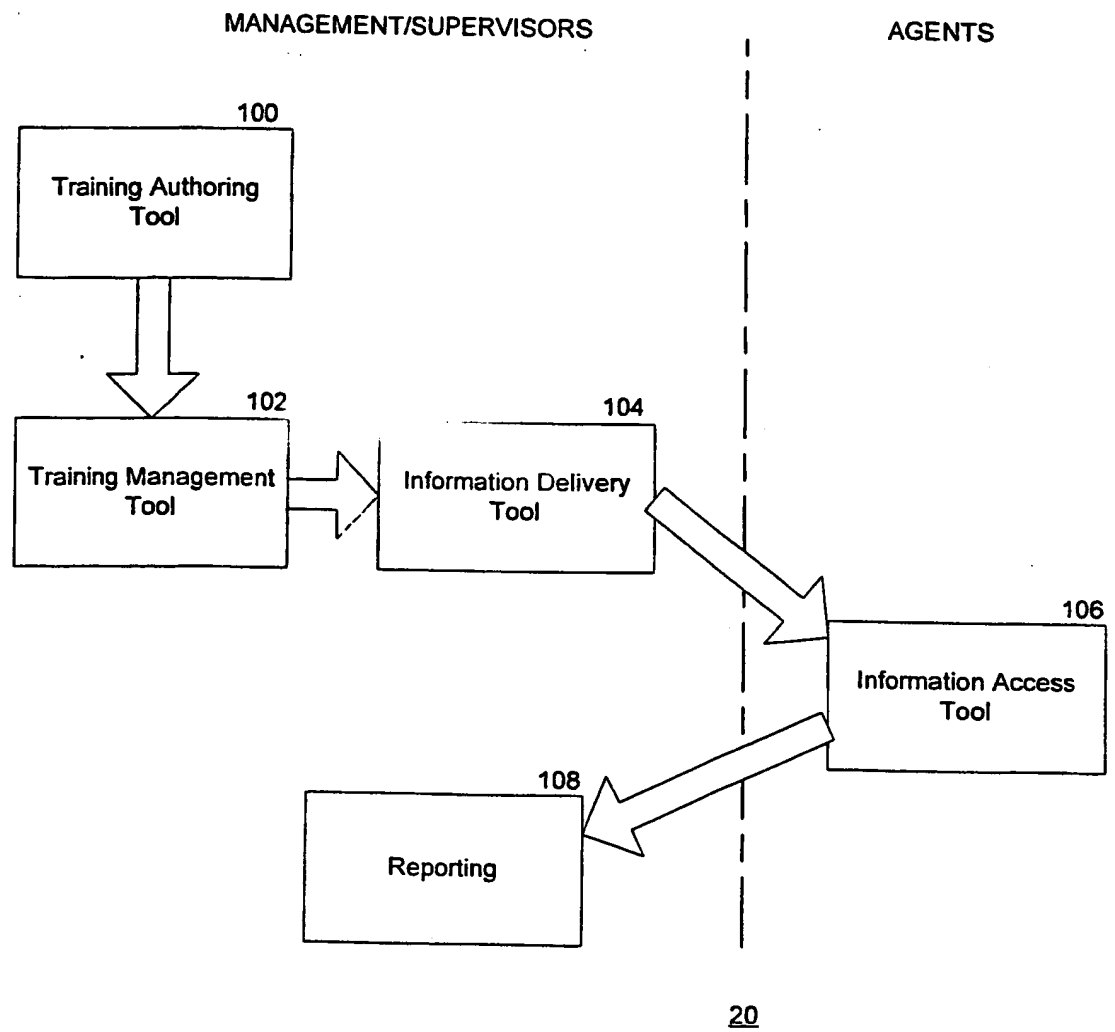 MANAGEMENT/SUPERVISORS
AGENTS
100
Training Authoring
Tool
102
Training Management
Tool
104
Information Delivery
Tool
106
Information Access
Tool
108
Reporting
20